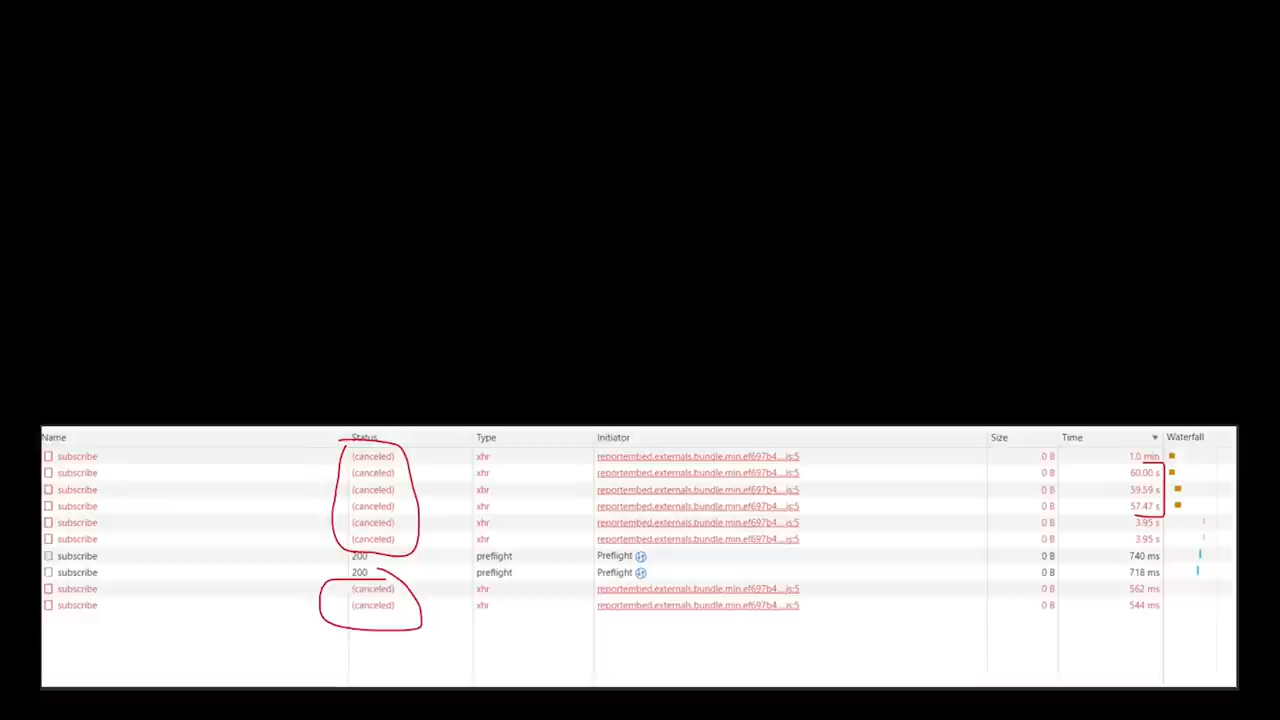 Name Status Type Initiator Size Time Waterfall
subscribe (canceled) xhr reportembed.externals.bundle.min.ef697b4....js:5 0 B 1.0 min
subscribe (canceled) xhr reportembed.externals.bundle.min.ef697b4....js:5 0 B 60.00 s
subscribe (canceled) xhr reportembed.externals.bundle.min.ef697b4....js:5 0 B 59.59 s
subscribe (canceled) xhr reportembed.externals.bundle.min.ef697b4....js:5 0 B 57.47 s
subscribe (canceled) xhr reportembed.externals.bundle.min.ef697b4....js:5 0 B 3.95 s
subscribe (canceled) xhr reportembed.externals.bundle.min.ef697b4....js:5 0 B 3.95 s
subscribe 200 preflight Preflight 0 B 740 ms
subscribe 200 preflight Preflight 0 B 718 ms
subscribe (canceled) xhr reportembed.externals.bundle.min.ef697b4....js:5 0 B 562 ms
subscribe (canceled) xhr reportembed.externals.bundle.min.ef697b4....js:5 0 B 544 ms